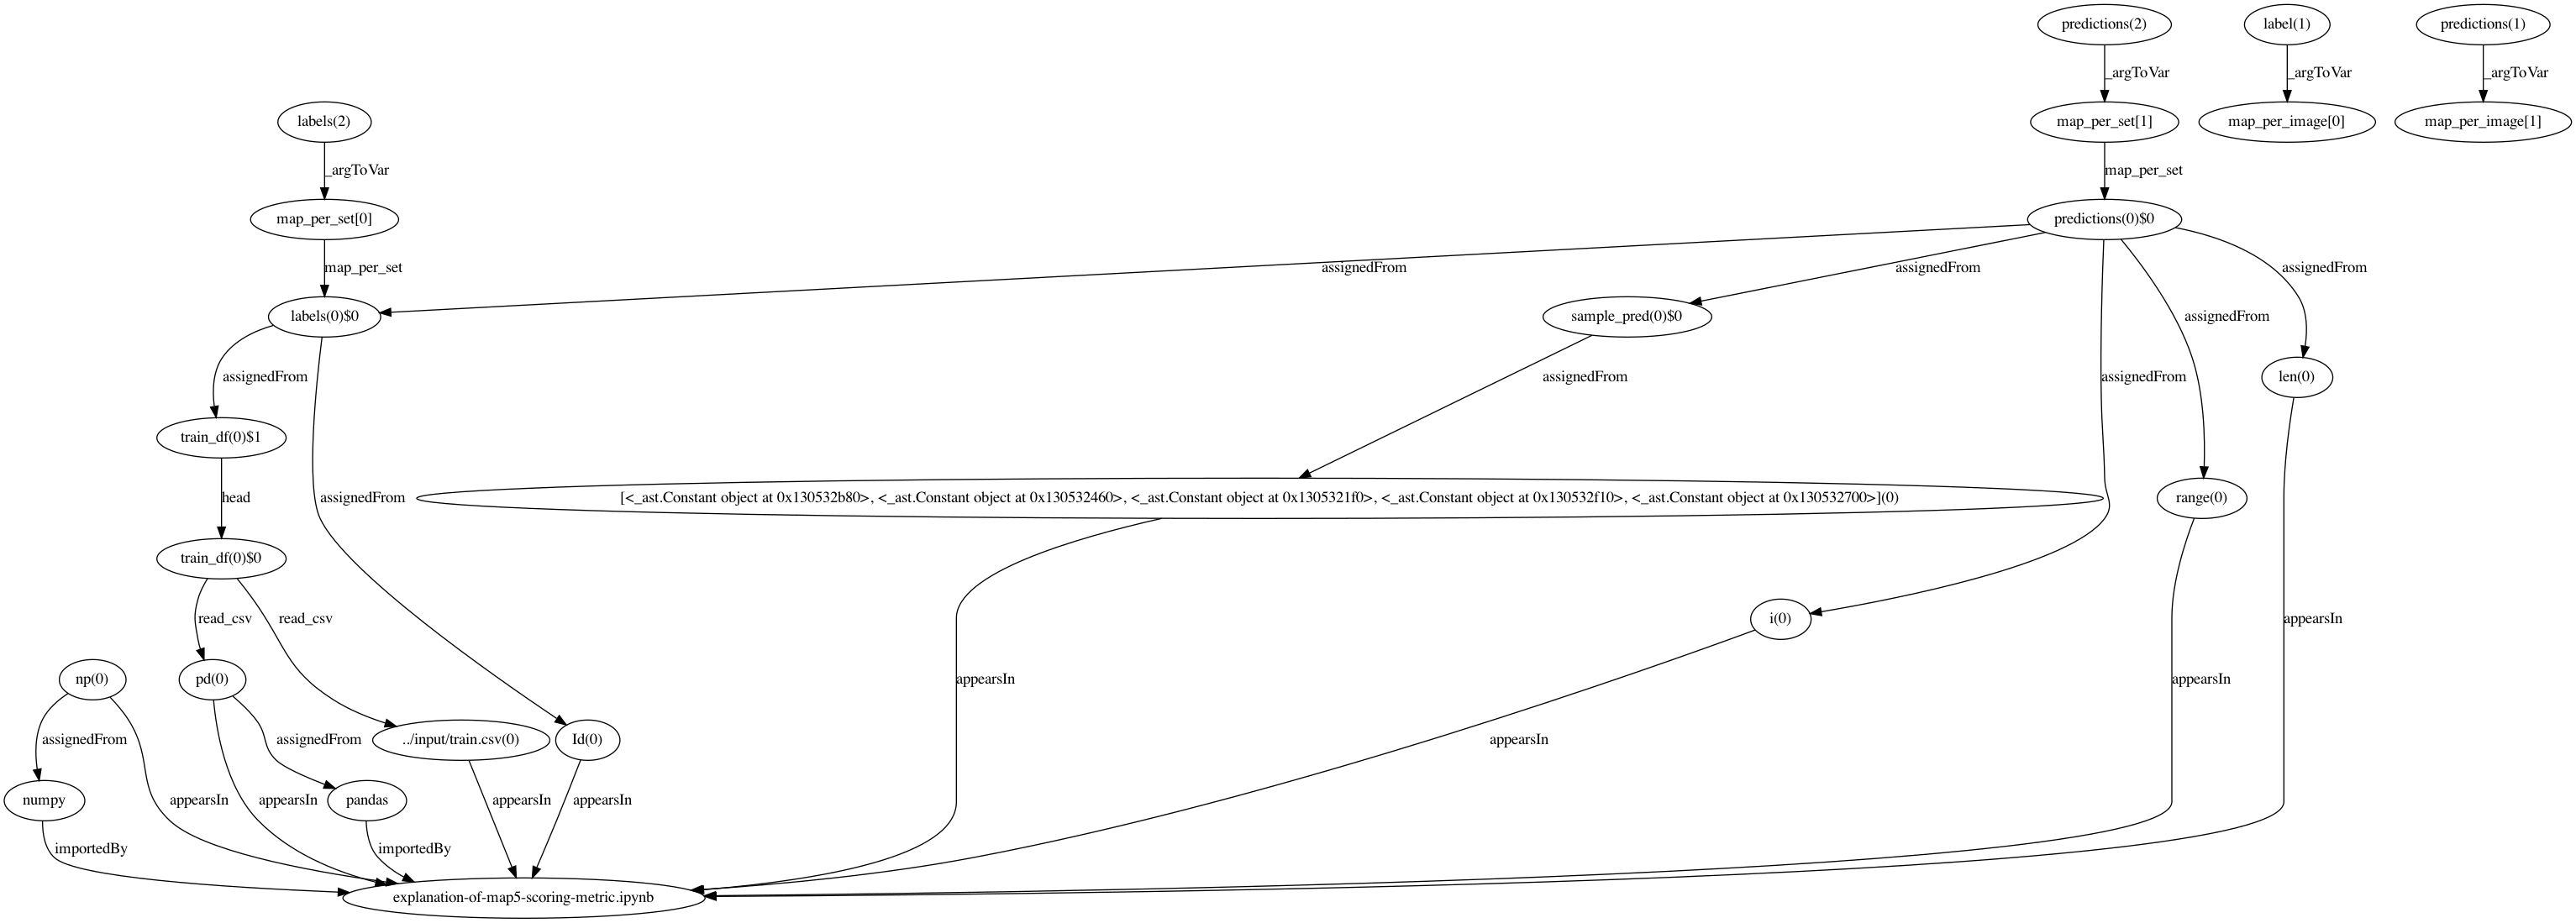 predictions(2)
label(1)
predictions(1)
_argToVar
_argToVar
_argToVar
labels(2)
map_per_set[1]
map_per_image[0]
map_per_image[1]
_argToVar
map_per_set
map_per_set[0]
predictions(0)$0
map_per_set
assignedFrom
assignedFrom
assignedFrom
labels(0)$0
sample_pred(0)$0
assignedFrom
assignedFrom
assignedFrom
assignedFrom
len(0)
train_df(0)$1
head
assignedFrom
[<_ast.Constant object at 0x130532b80>, <_ast.Constant object at 0x130532460>, <_ast.Constant object at 0x1305321f0>, <_ast.Constant object at 0x130532f10>, <_ast.Constant object at 0x130532700>](0)
range(0)
train_df(0)$0
read_csv
read_csv
i(0)
appearsIn
np(0)
pd(0)
appearsIn
appearsIn
assignedFrom
assignedFrom
../input/train.csv(0)
Id(0)
appearsIn
numpy
appearsIn
appearsIn
pandas
appearsIn
appearsIn
importedBy
importedBy
explanation-of-map5-scoring-metric.ipynb